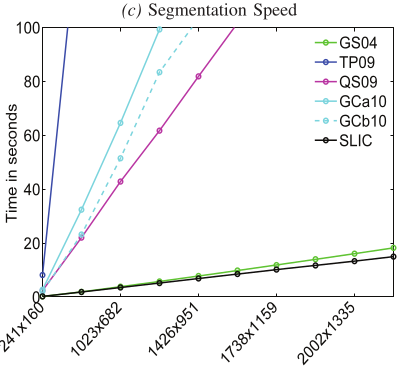 (c) Segmentation Speed
100
80
60
40
20
0
Time in seconds
GS04
TP09
QS09
GCa10
GCb10
SLIC
241x160
1023x682
1426x951
1738x1159
2002x1335